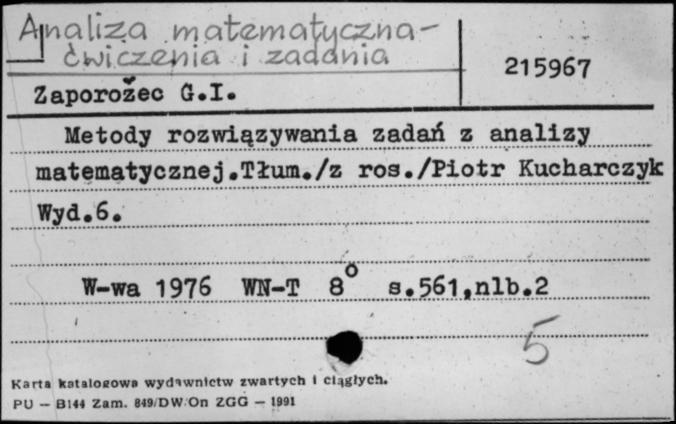 Analiza matematyczna-
ćwiczenia i zadania
215967
Zaporožec G.I.
Metody rozwiązywania zadań z analizy
matematycznej.Tłum./z ros./Piotr Kucharczyk
Wyd.6.
W-wa 1976 WN-T 8° s.561,nlb.2
5
Karta katalogowa wydawnictw zwartych i ciągłych.
PU — B144 Zam. 849/DW/On ZGG — 1991